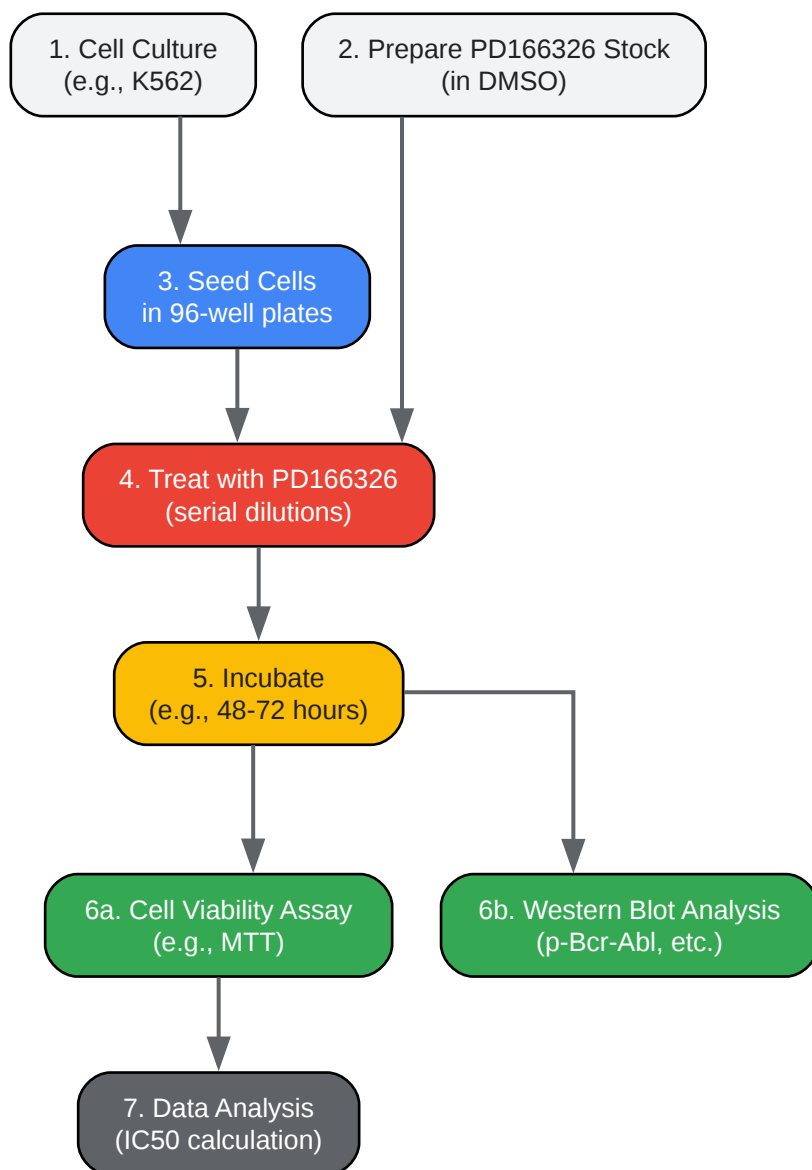 1. Cell Culture
(e.g., K562)
2. Prepare PD166326 Stock
(in DMSO)
3. Seed Cells
in 96-well plates
4. Treat with PD166326
(serial dilutions)
5. Incubate
(e.g., 48-72 hours)
6a. Cell Viability Assay
(e.g., MTT)
6b. Western Blot Analysis
(p-Bcr-Abl, etc.)
7. Data Analysis
(IC50 calculation)